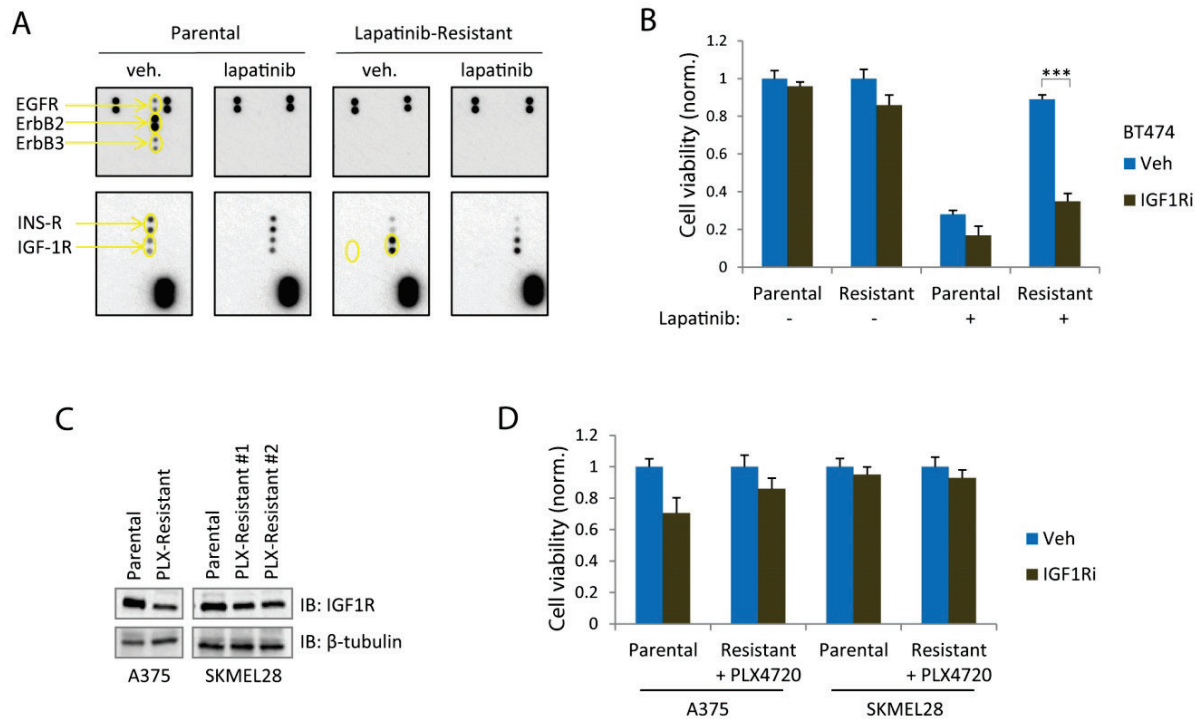 A
Parental
Lapatinib-Resistant
veh.
lapatinib
veh.
lapatinib
EGFR
ErbB2
ErbB3
INS-R
IGF-1R
B
Cell viability (norm.)
1.2
1
0.8
0.6
0.4
0.2
0
***
BT474
Veh
IGF1Ri
Parental
Resistant
Parental
Resistant
Lapatinib:
-
-
+
+
C
Parental
PLX-Resistant
Parental
PLX-Resistant #1
PLX-Resistant #2
IB: IGF1R
IB: β-tubulin
A375
SKMEL28
D
Cell viability (norm.)
1.2
1
0.8
0.6
0.4
0.2
0
Veh
IGF1Ri
Parental
Resistant
+ PLX4720
Parental
Resistant
+ PLX4720
A375
SKMEL28